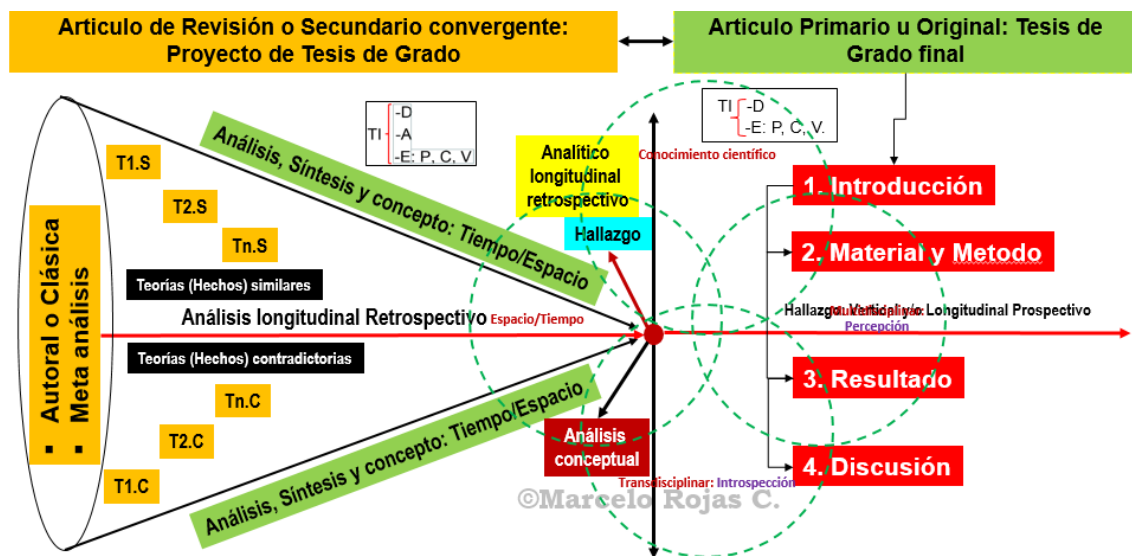 Articulo de Revisión o Secundario convergente:
Proyecto de Tesis de Grado
Articulo Primario u Original: Tesis de
Grado final
TI
-D
-A
-E: P, C, V
TI
-D
-E: P, C, V.
Análisis, Síntesis y concepto: Tiempo/Espacio
Analítico
longitudinal
retrospectivo
Conocimiento científico
Hallazgo
T1.S
T2.S
Tn.S
Teorías (Hechos) similares
▪ Autoral o Clásica
▪ Meta análisis
Análisis longitudinal Retrospectivo
Espacio/Tiempo
Teorías (Hechos) contradictorias
Tn.C
T2.C
T1.C
Análisis, Síntesis y concepto: Tiempo/Espacio
Análisis
conceptual
Transdisciplinar: Introspección
1. Introducción
2. Material y Metodo
Hallazgo Vertical y/o Longitudinal Prospectivo
Percepción
3. Resultado
4. Discusión
©Marcelo Rojas C.